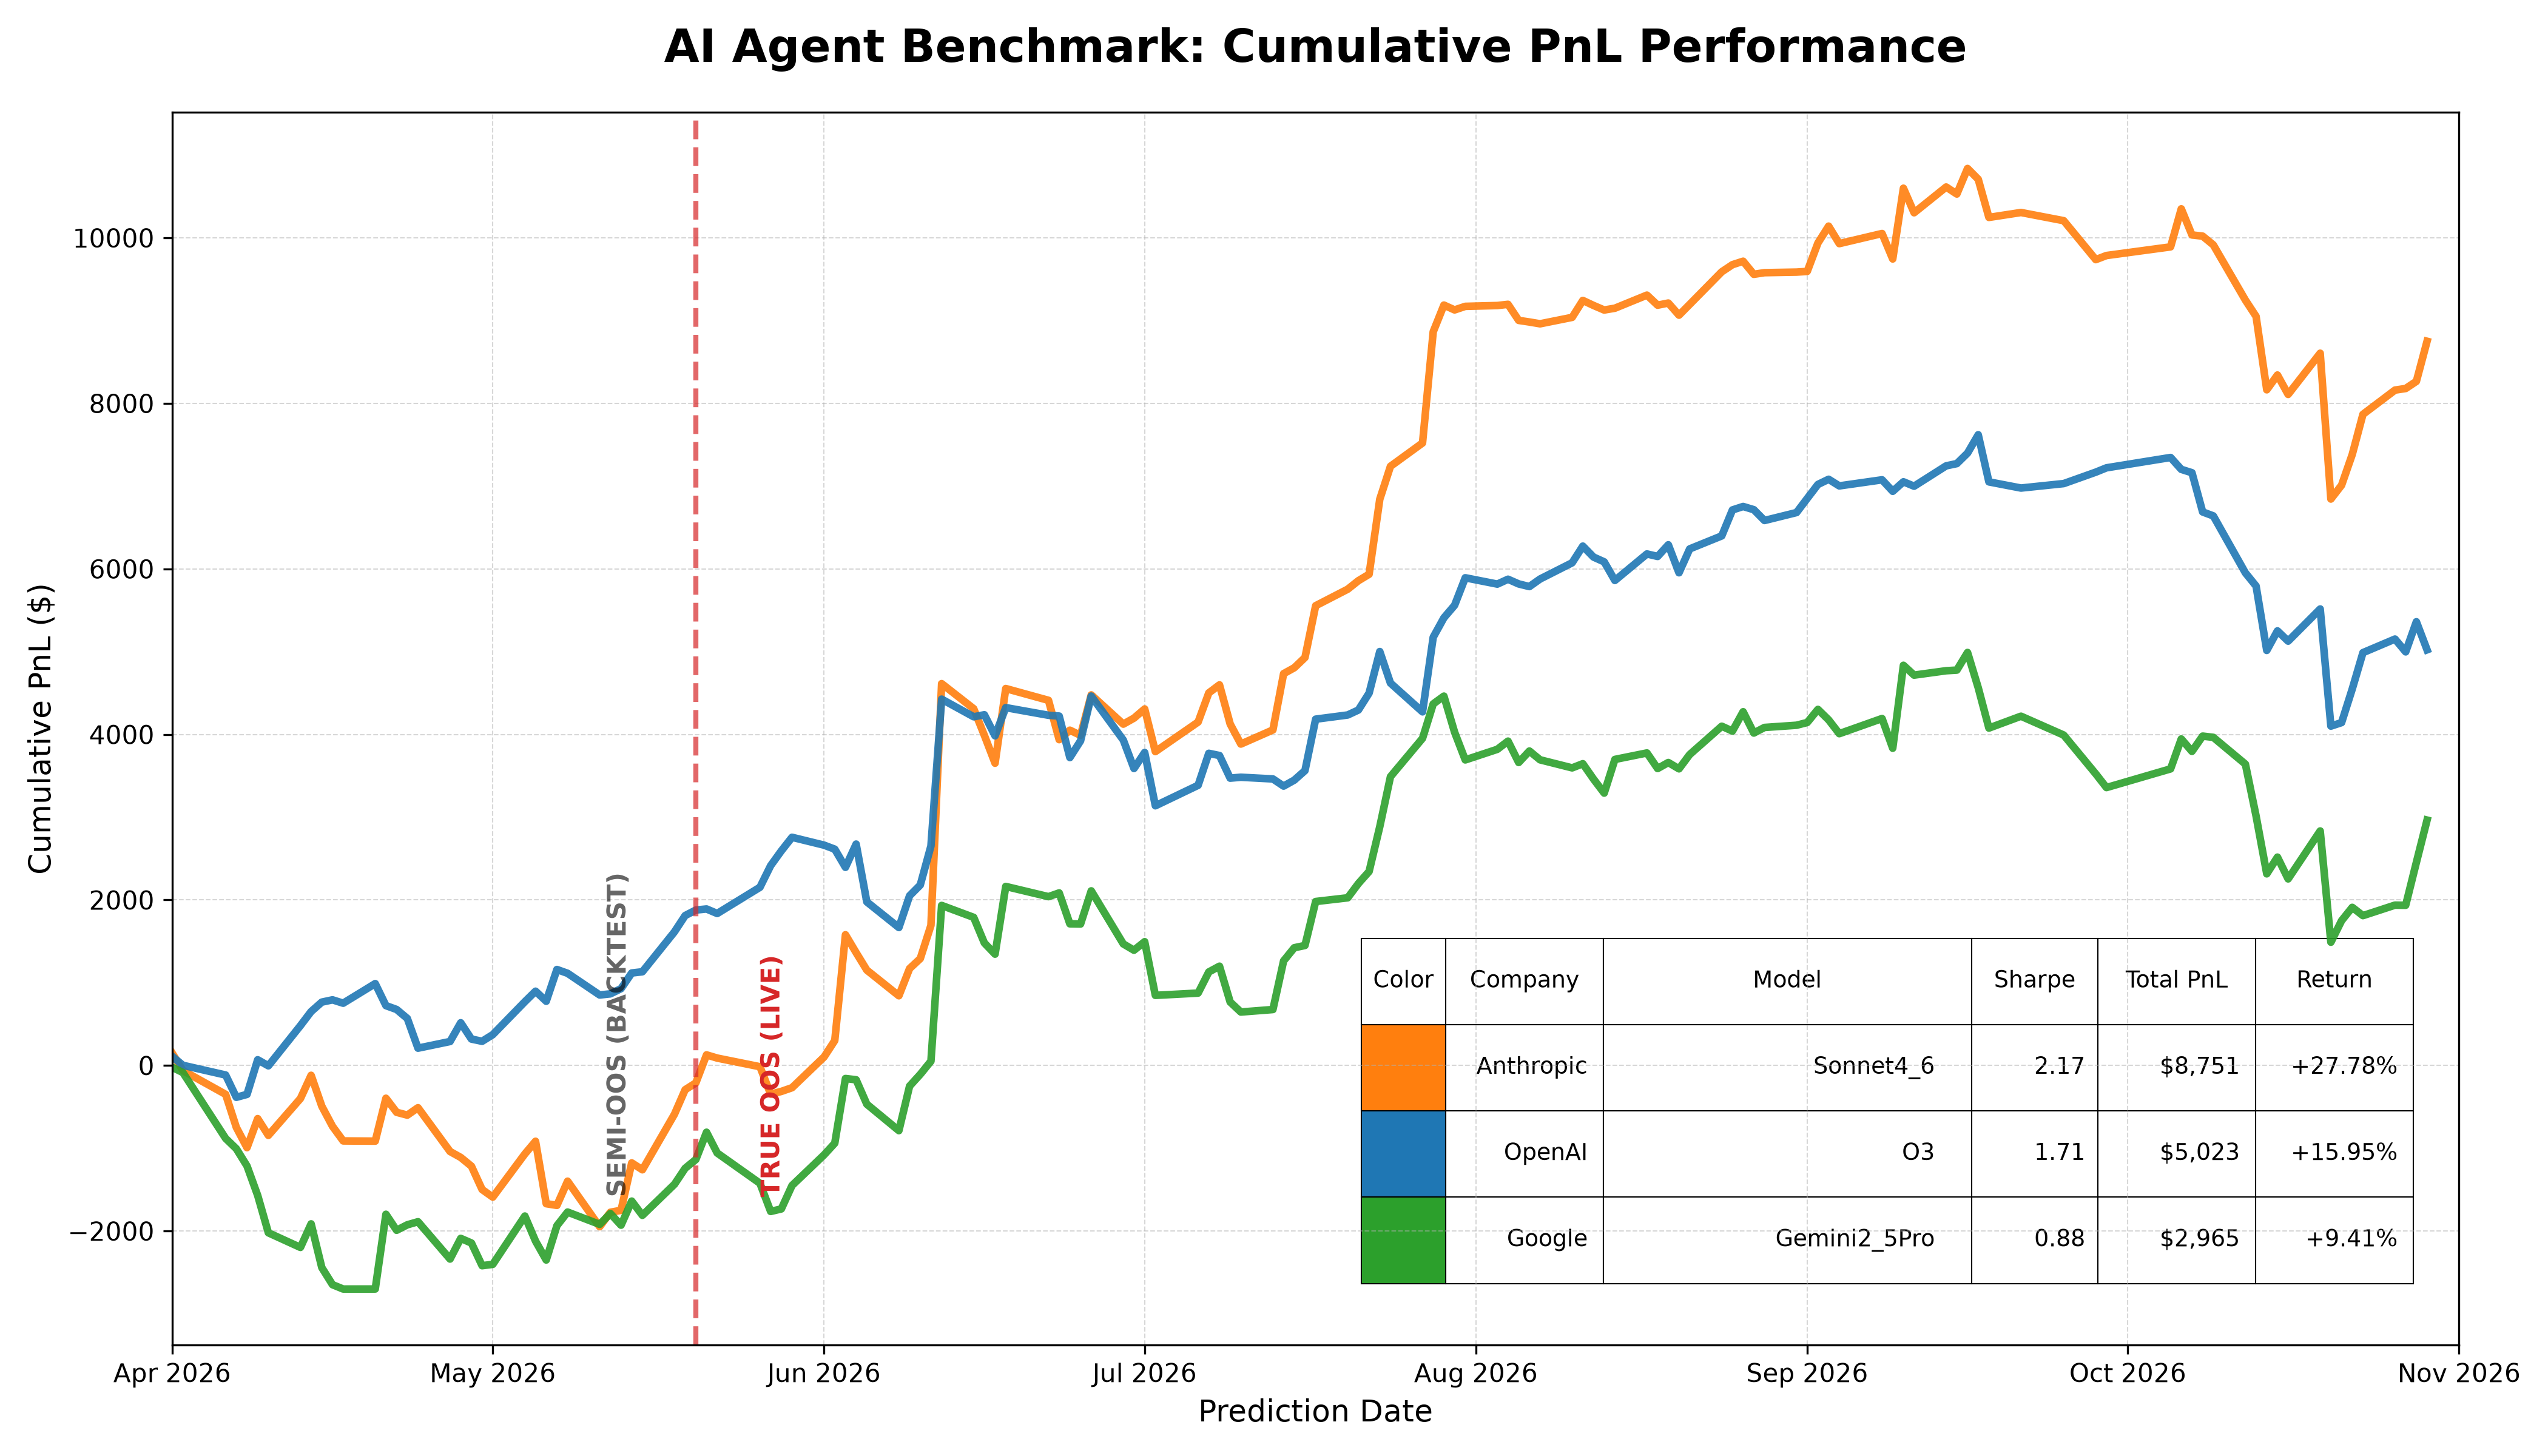 AI Agent Benchmark: Cumulative PnL Performance
Cumulative PnL ($)
10000
8000
6000
4000
2000
0
−2000
SEMI-OOS (BACKTEST)
TRUE OOS (LIVE)
Color Company Model Sharpe Total PnL Return
Anthropic Sonnet4_6 2.17 $8,751 +27.78%
OpenAI O3 1.71 $5,023 +15.95%
Google Gemini2_5Pro 0.88 $2,965 +9.41%
Apr 2026 May 2026 Jun 2026 Jul 2026 Aug 2026 Sep 2026 Oct 2026 Nov 2026
Prediction Date